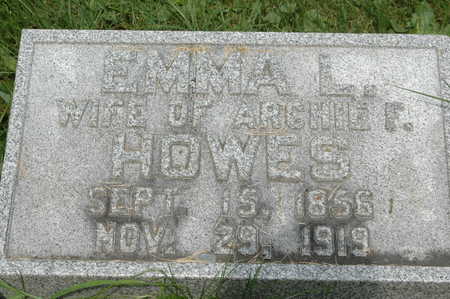 EMMA L.
WIFE OF ARCHIE F.
HOWES
SEPT. 15, 1856
NOV. 29, 1919